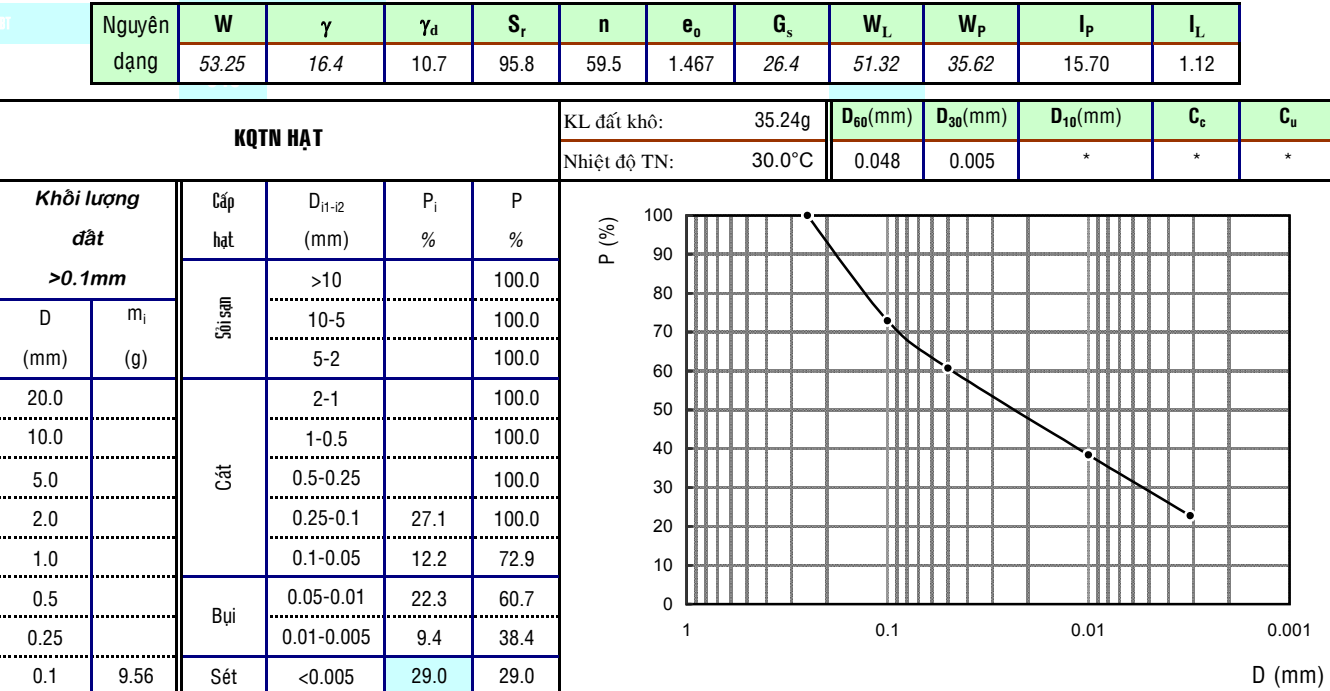 Nguyên dạng W γ γd Sr n eo Gs WL WP IP IL
53.25 16.4 10.7 95.8 59.5 1.467 26.4 51.32 35.62 15.70 1.12
KQTN HẠT
KL đất khô: 35.24g D60(mm) D30(mm) D10(mm) Cc Cu
Nhiệt độ TN: 30.0°C 0.048 0.005 * * *
Khối lượng đất >0.1mm
D (mm) mi (g)
20.0
10.0
5.0
2.0
1.0
0.5
0.25
0.1 9.56
Cấp hạt Di1-i2 (mm) Pi % P %
Sỏi sạn
>10 100.0
10-5 100.0
5-2 100.0
Cát
2-1 100.0
1-0.5 100.0
0.5-0.25 100.0
0.25-0.1 27.1 100.0
0.1-0.05 12.2 72.9
Bụi
0.05-0.01 22.3 60.7
0.01-0.005 9.4 38.4
Sét <0.005 29.0 29.0
P (%)
100
90
80
70
60
50
40
30
20
10
0
1 0.1 0.01 0.001
D (mm)